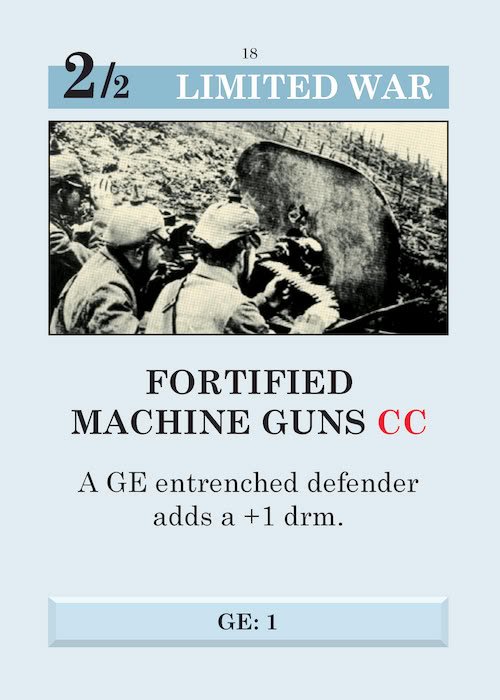 18
2/2 LIMITED WAR
FORTIFIED
MACHINE GUNS CC
A GE entrenched defender
adds a +1 drm.
GE: 1